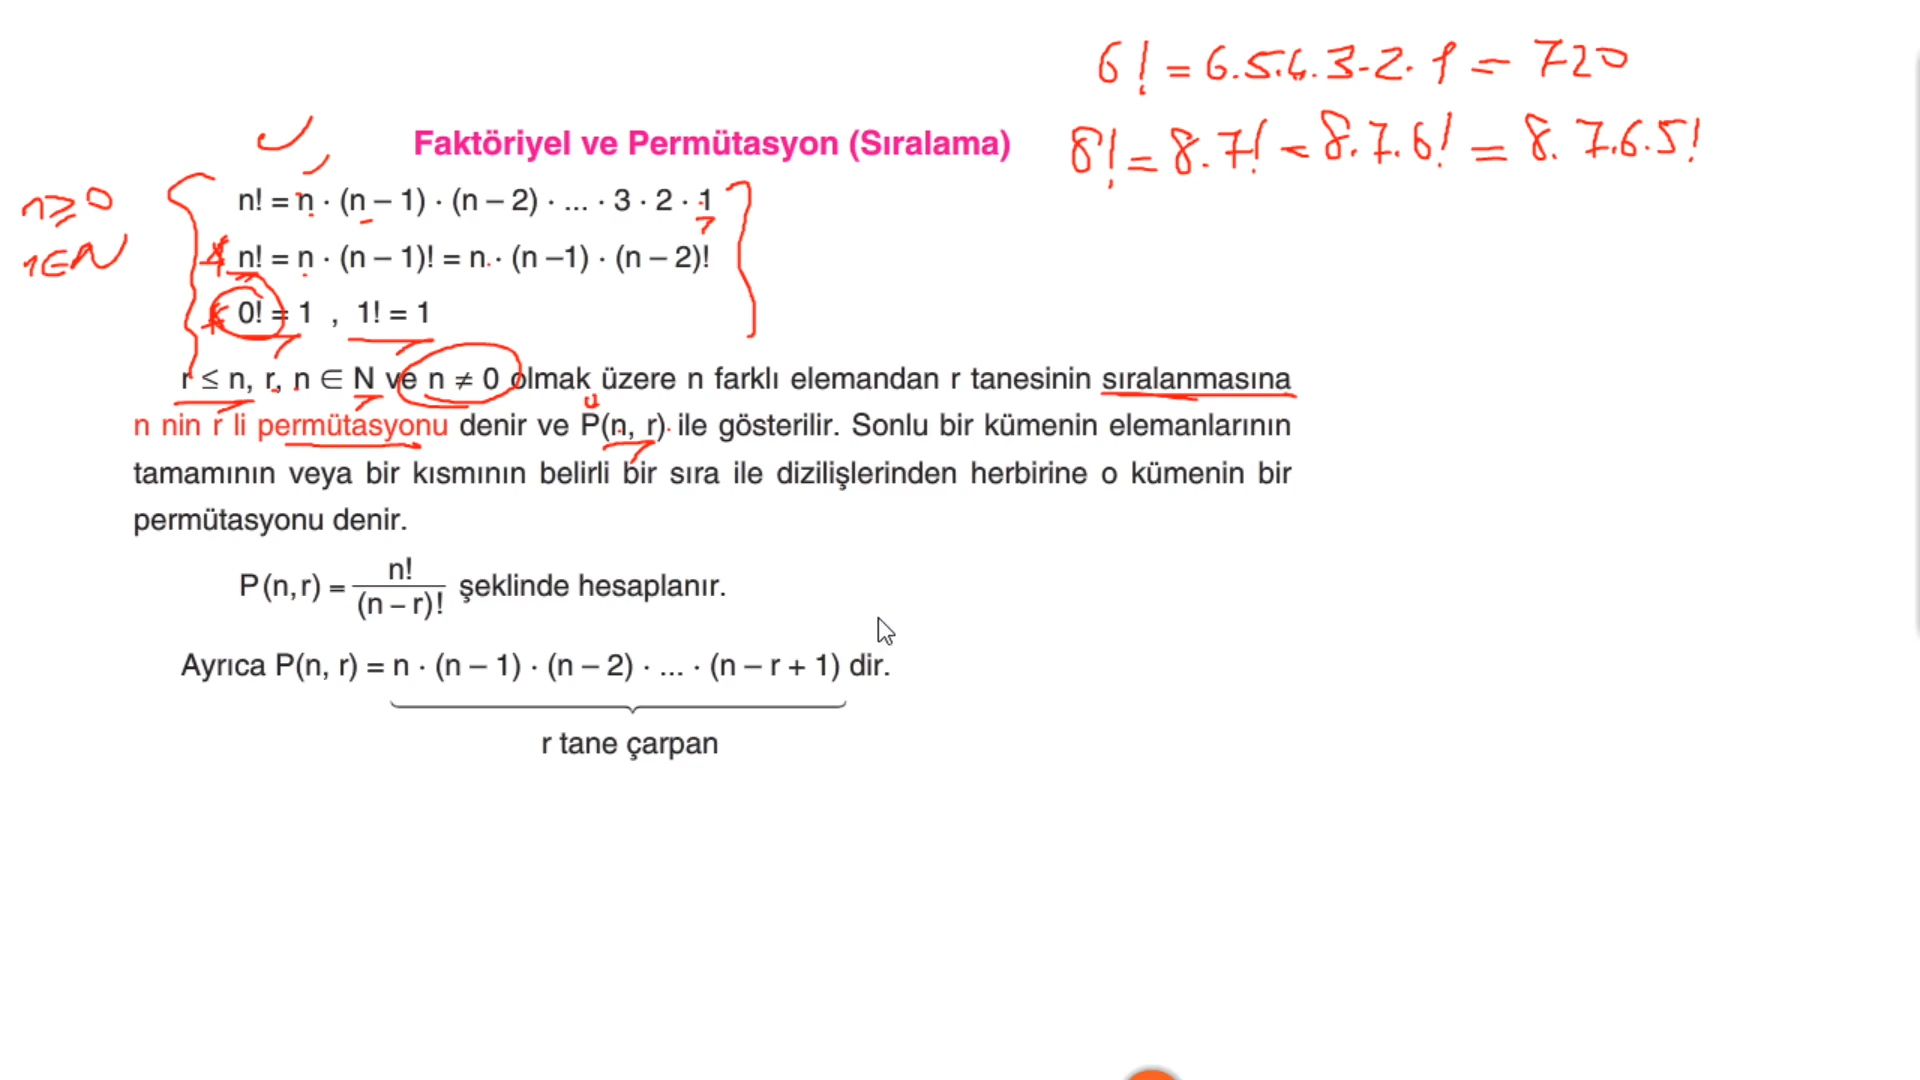 6! = 6.5.4.3.2.1 = 720
8! = 8.7! = 8.7.6! = 8.7.6.5!
Faktöriyel ve Permütasyon (Sıralama)
n ≥ 0
n ∈ N
n! = n · (n – 1) · (n – 2) · ... · 3 · 2 · 1
n! = n · (n – 1)! = n · (n –1) · (n – 2)!
0! = 1 , 1! = 1
r ≤ n, r, n ∈ N ve n ≠ 0 olmak üzere n farklı elemandan r tanesinin sıralanmasına
n nin r li permütasyonu denir ve P(n, r) ile gösterilir. Sonlu bir kümenin elemanlarının
tamamının veya bir kısmının belirli bir sıra ile dizilişlerinden herbirine o kümenin bir
permütasyonu denir.
P(n,r) = n! / (n – r)! şeklinde hesaplanır.
Ayrıca P(n, r) = n · (n – 1) · (n – 2) · ... · (n – r + 1) dir.
r tane çarpan